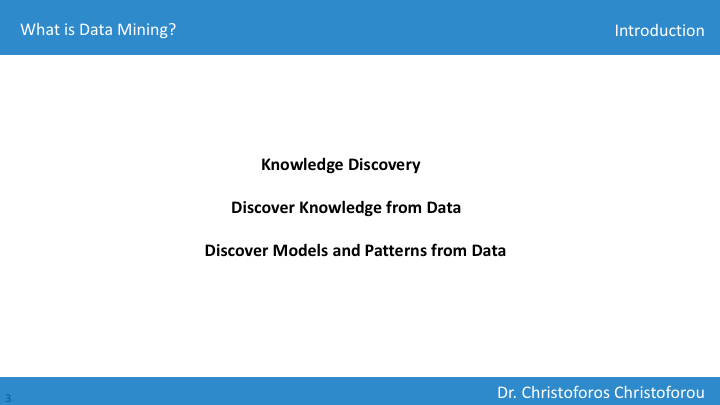 What is Data Mining?
Introduction
Knowledge Discovery
Discover Knowledge from Data
Discover Models and Patterns from Data
Dr. Christoforos Christoforou
3